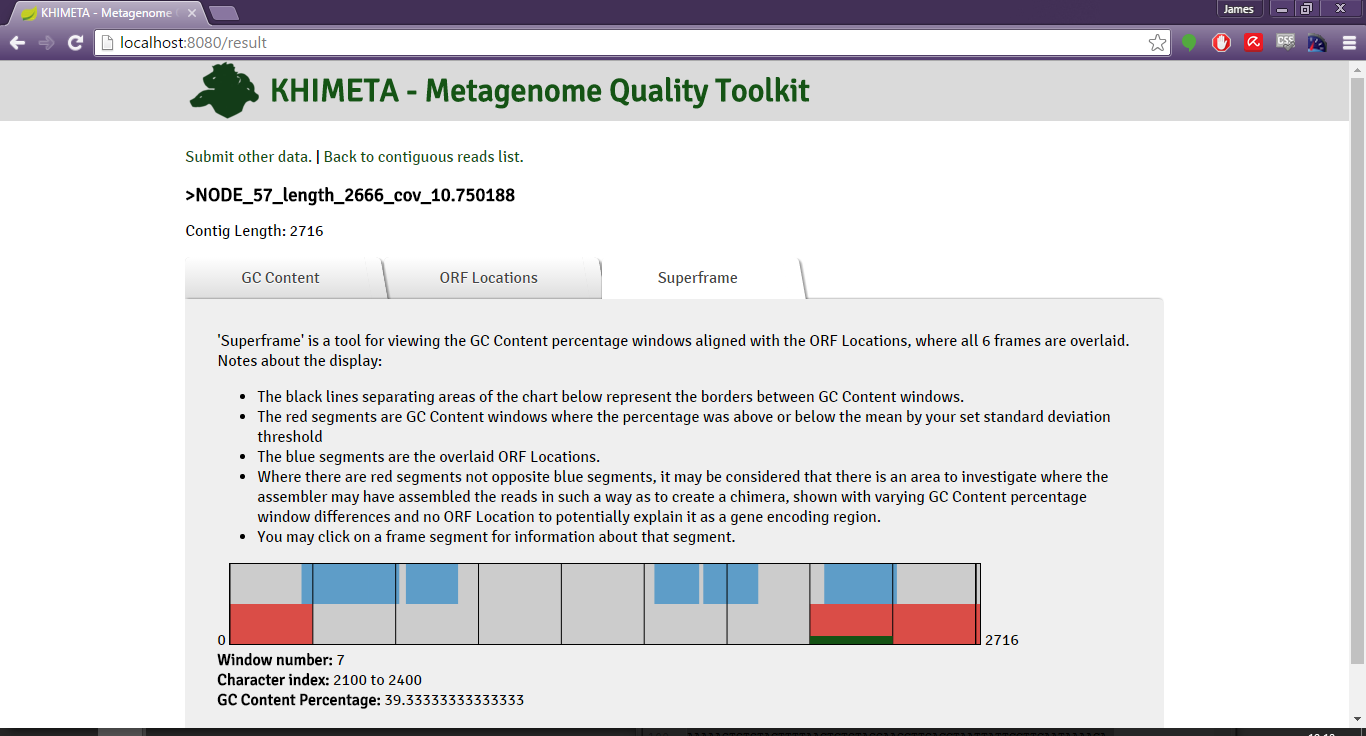 KHIMETA - Metagenome
James
localhost:8080/result
KHIMETA - Metagenome Quality Toolkit
Submit other data. | Back to contiguous reads list.
>NODE_57_length_2666_cov_10.750188
Contig Length: 2716
GC Content
ORF Locations
Superframe
'Superframe' is a tool for viewing the GC Content percentage windows aligned with the ORF Locations, where all 6 frames are overlaid.
Notes about the display:
• The black lines separating areas of the chart below represent the borders between GC Content windows.
• The red segments are GC Content windows where the percentage was above or below the mean by your set standard deviation
threshold
• The blue segments are the overlaid ORF Locations.
• Where there are red segments not opposite blue segments, it may be considered that there is an area to investigate where the
assembler may have assembled the reads in such a way as to create a chimera, shown with varying GC Content percentage
window differences and no ORF Location to potentially explain it as a gene encoding region.
• You may click on a frame segment for information about that segment.
0
2716
Window number: 7
Character index: 2100 to 2400
GC Content Percentage: 39.33333333333333